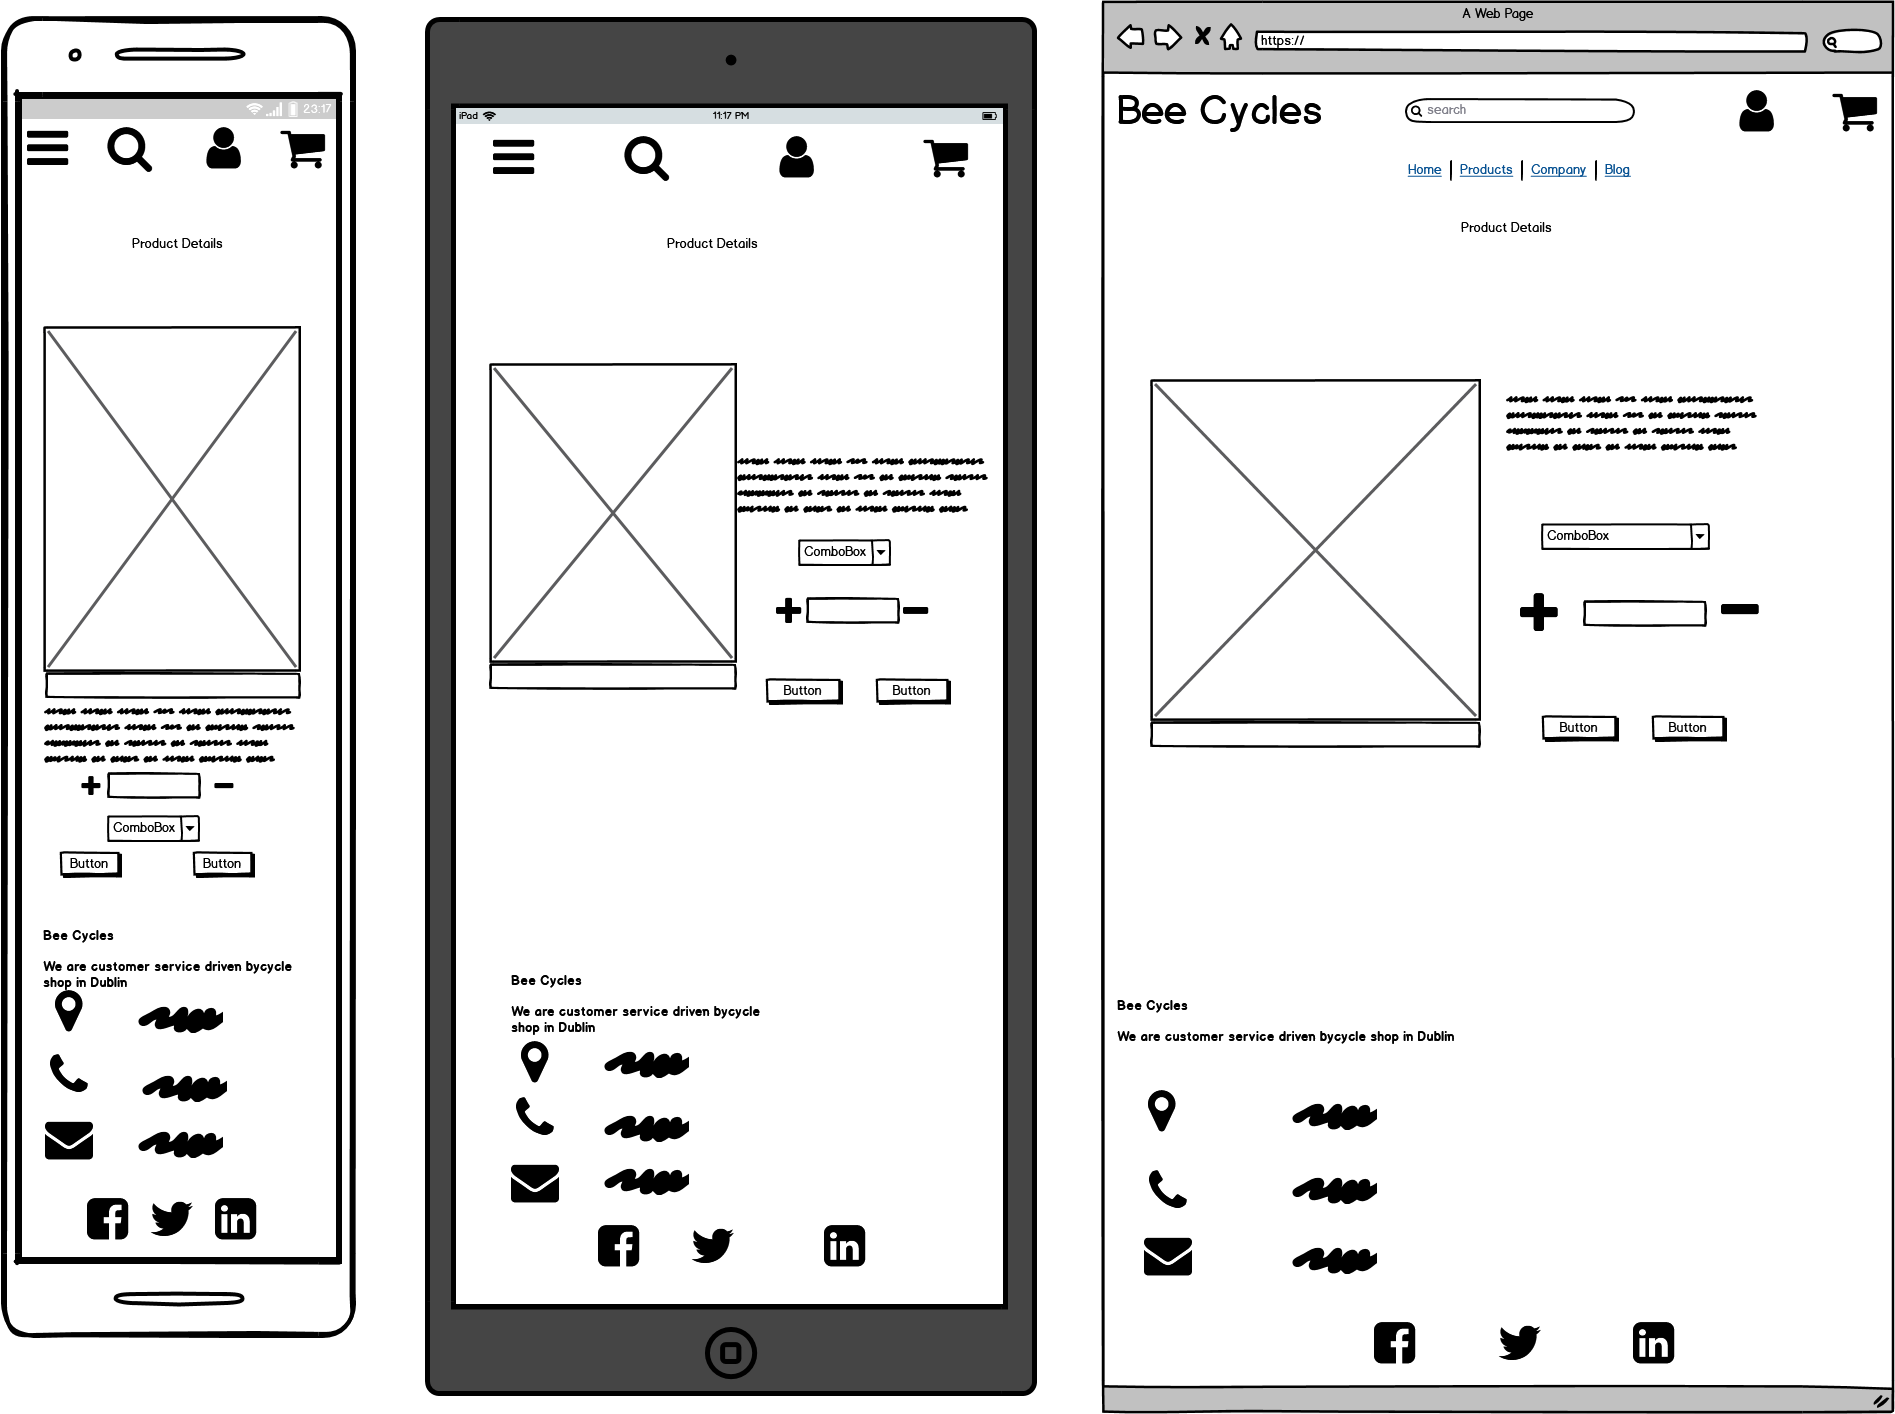 23:17
Product Details
ComboBox
Button Button
Bee Cycles
We are customer service driven bycycle
shop in Dublin
iPad 11:17 PM
Product Details
ComboBox
Button Button
Bee Cycles
We are customer service driven bycycle
shop in Dublin
A Web Page
https://
Bee Cycles search
Home Products Company Blog
Product Details
ComboBox
Button Button
Bee Cycles
We are customer service driven bycycle shop in Dublin